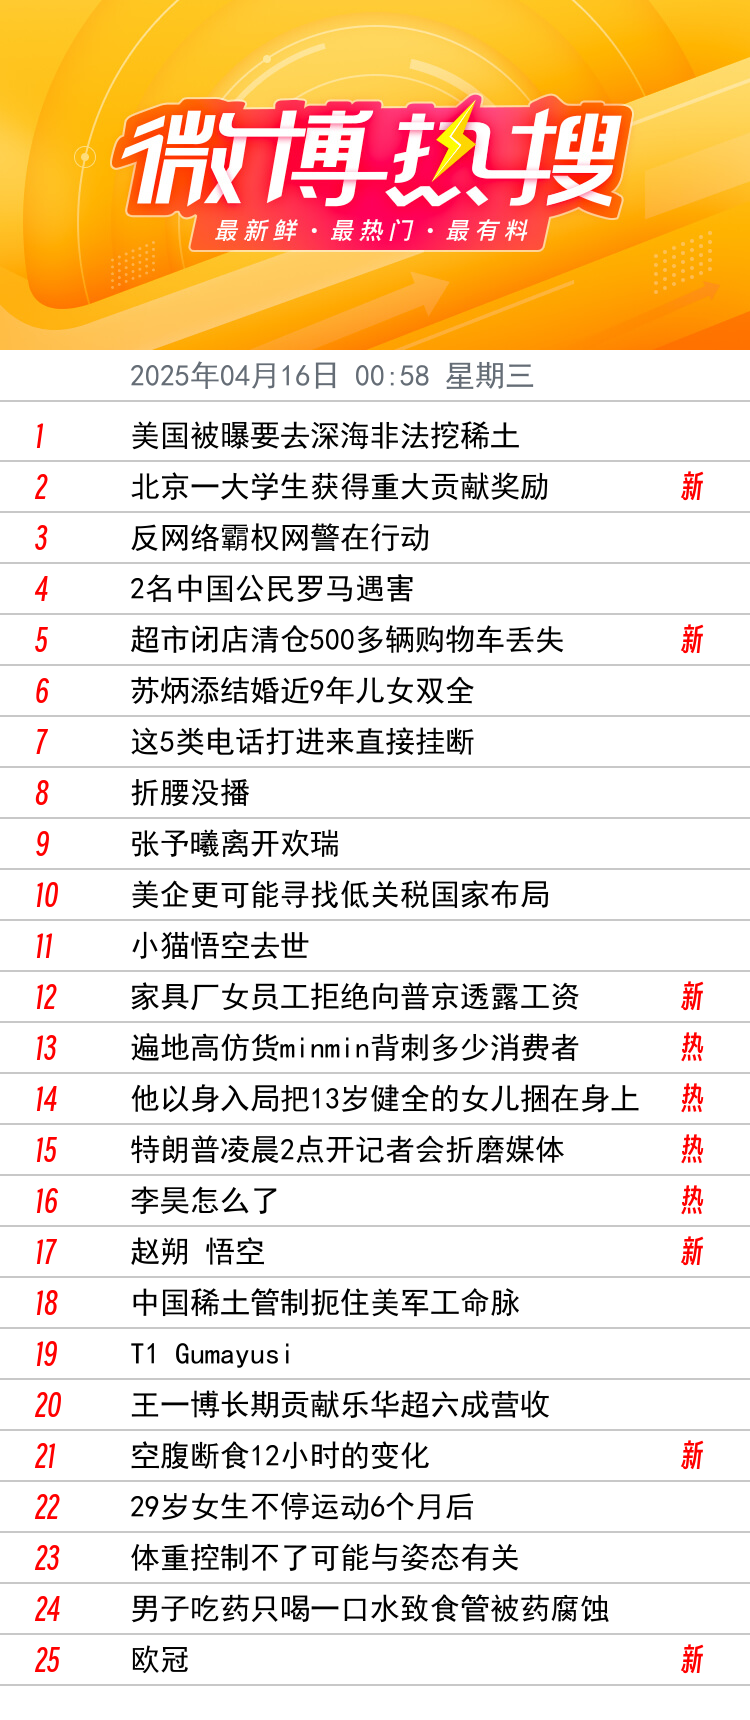 微博热搜
最新鲜·最热门·最有料
2025年04月16日 00:58 星期三
1 美国被曝要去深海非法挖稀土
2 北京一大学生获得重大贡献奖励 新
3 反网络霸权网警在行动
4 2名中国公民罗马遇害
5 超市闭店清仓500多辆购物车丢失 新
6 苏炳添结婚近9年儿女双全
7 这5类电话打进来直接挂断
8 折腰没播
9 张予曦离开欢瑞
10 美企更可能寻找低关税国家布局
11 小猫悟空去世
12 家具厂女员工拒绝向普京透露工资 新
13 遍地高仿货minmin背刺多少消费者 热
14 他以身入局把13岁健全的女儿捆在身上 热
15 特朗普凌晨2点开记者会折磨媒体 热
16 李昊怎么了 热
17 赵朔 悟空 新
18 中国稀土管制扼住美军工命脉
19 T1 Gumayusi
20 王一博长期贡献乐华超六成营收
21 空腹断食12小时的变化 新
22 29岁女生不停运动6个月后
23 体重控制不了可能与姿态有关
24 男子吃药只喝一口水致食管被药腐蚀
25 欧冠 新